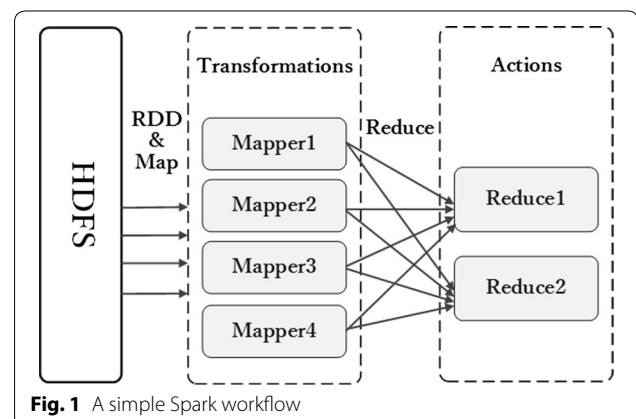 HDFS
RDD
&
Map
Transformations
Mapper1
Mapper2
Mapper3
Mapper4
Reduce
Actions
Reduce1
Reduce2
Fig. 1 A simple Spark workflow